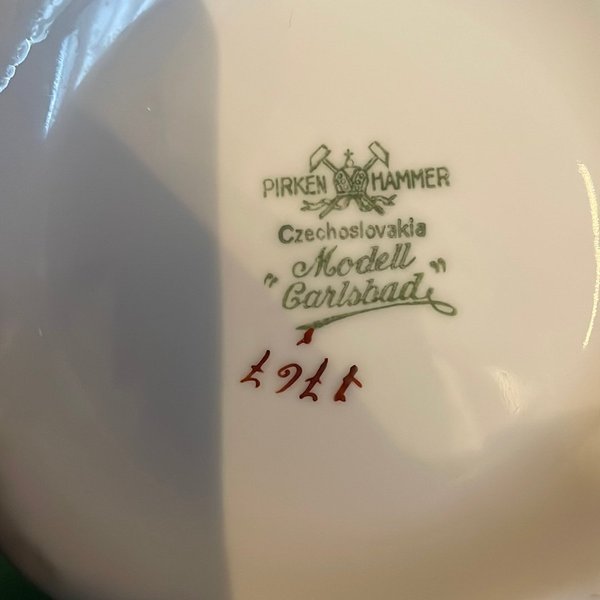 PIRKEN HAMMER
Czechoslovakia
Modell
"Carlsbad"